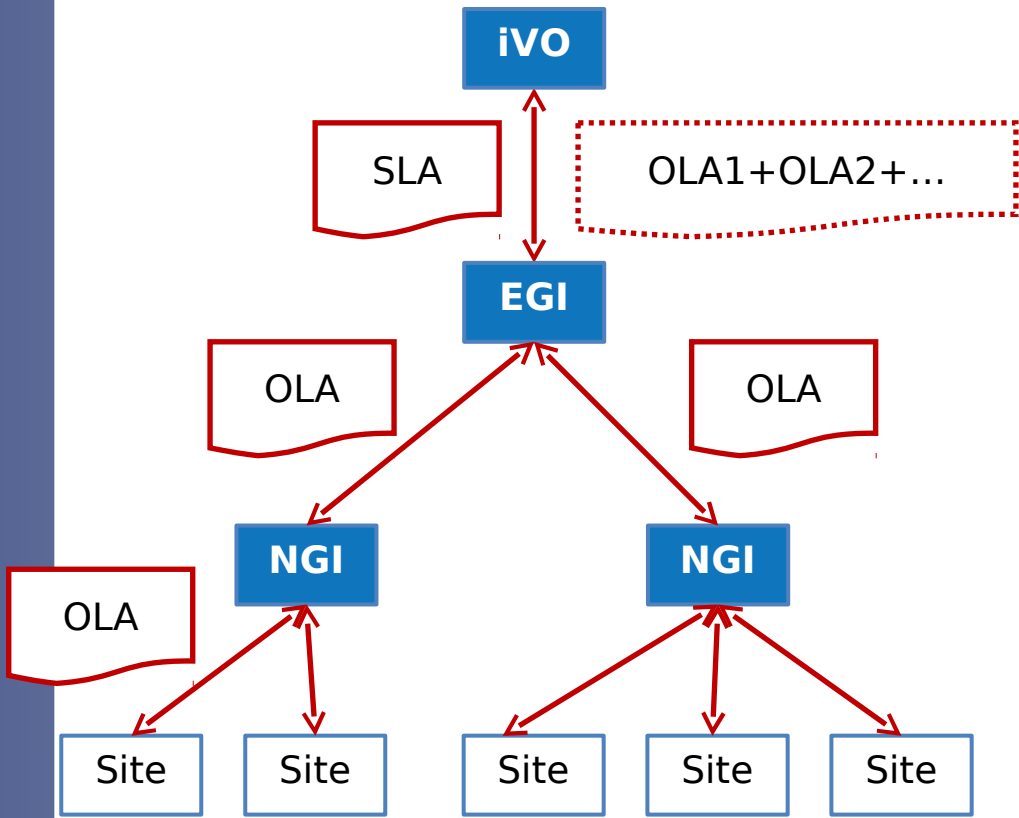 iVO
SLA
OLA1+OLA2+…
EGI
OLA
OLA
NGI
NGI
OLA
Site
Site
Site
Site
Site